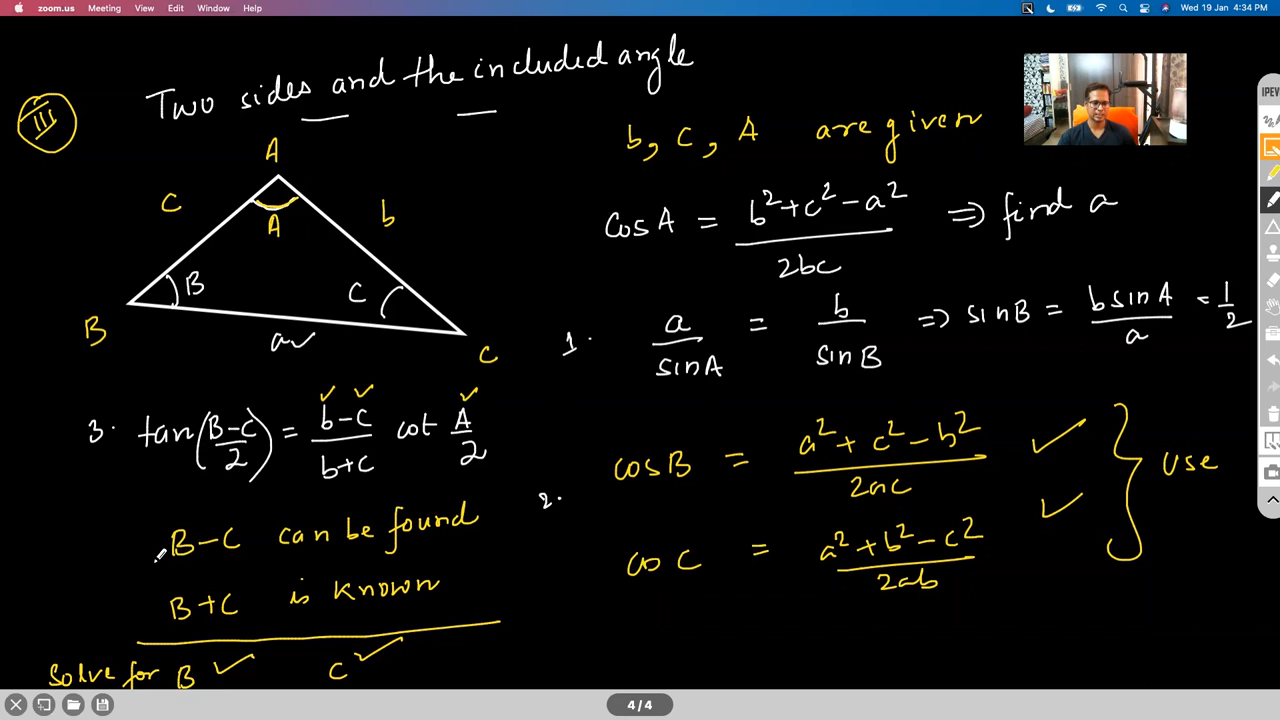 zoom.us Meeting View Edit Window Help Wed 19 Jan 4:34 PM
III
Two sides and the included angle
b, c, A are given
A
c b
A
B C
B a✓ C
cos A = b²+c²-a² / 2bc ⇒ find a
1. a / sin A = b / sin B ⇒ sin B = b sin A / a = 1/2
2. cos B = a²+c²-b² / 2ac ✓
cos C = a²+b²-c² / 2ab ✓
} use
3. tan(B-C / 2) = b-c / b+c cot A/2
✓ ✓ ✓
B-C can be found
B+C is known
Solve for B ✓ C ✓
4/4
IPEV